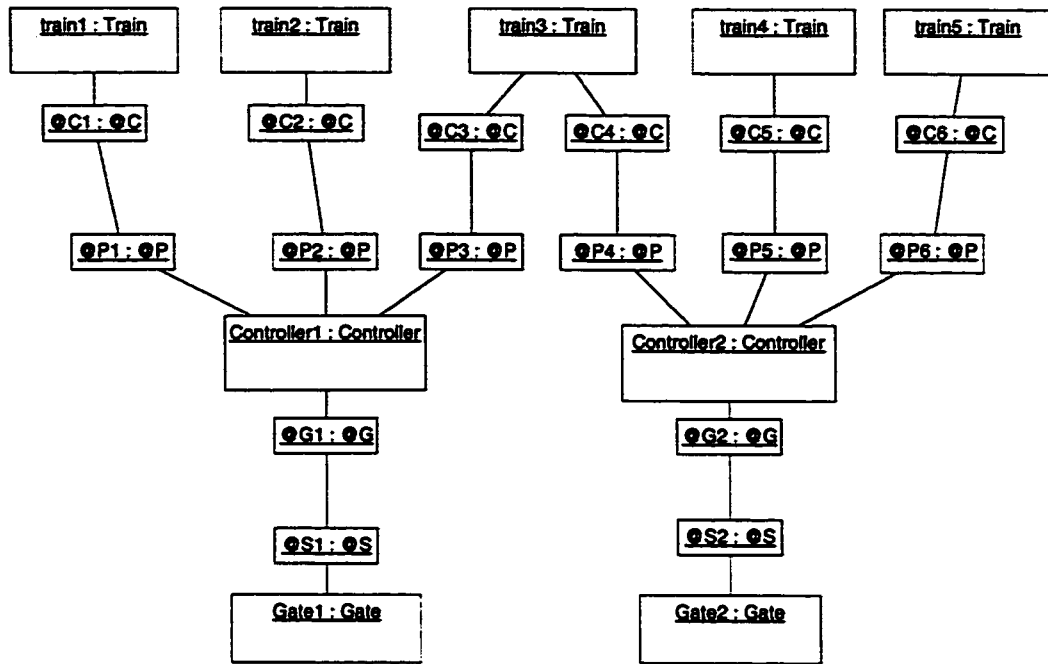 train1 : Train
train2 : Train
train3 : Train
train4 : Train
train5 : Train
@C1 : @C
@C2 : @C
@C3 : @C
@C4 : @C
@C5 : @C
@C6 : @C
@P1 : @P
@P2 : @P
@P3 : @P
@P4 : @P
@P5 : @P
@P6 : @P
Controller1 : Controller
Controller2 : Controller
@G1 : @G
@G2 : @G
@S1 : @S
@S2 : @S
Gate1 : Gate
Gate2 : Gate